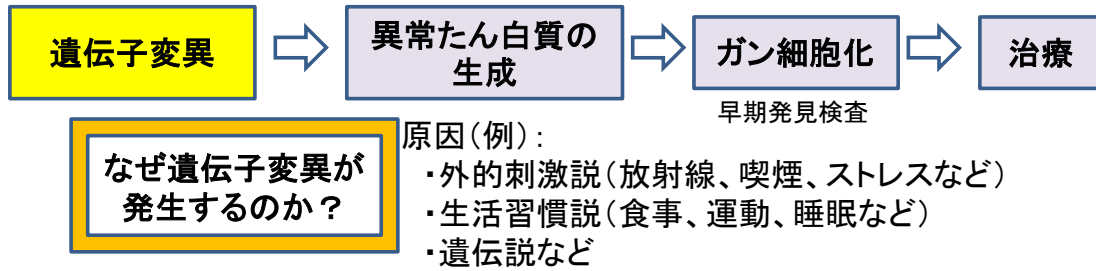 遺伝子変異
異常たん白質の
生成
ガン細胞化
治療
早期発見検査
なぜ遺伝子変異が
発生するのか？
原因(例)：
・外的刺激説(放射線、喫煙、ストレスなど)
・生活習慣説(食事、運動、睡眠など)
・遺伝説など